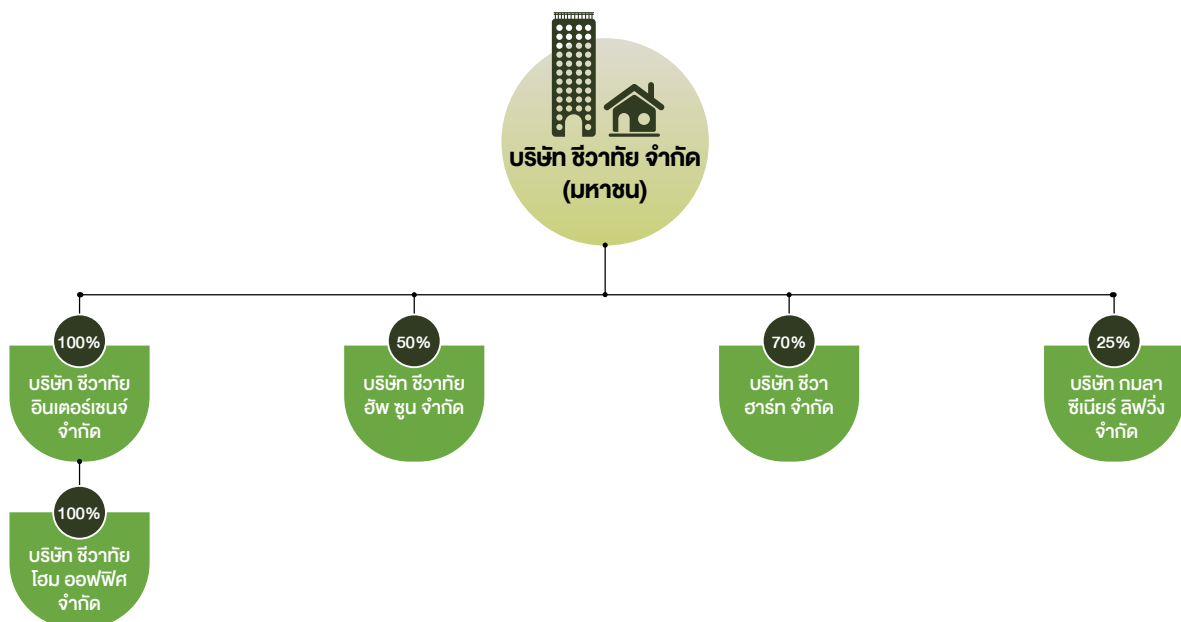 บริษัท ชีวาทัย จำกัด
(มหาชน)
100%
บริษัท ชีวาทัย
อินเตอร์เชนจ์
จำกัด
50%
บริษัท ชีวาทัย
ฮัพ ซูน จำกัด
70%
บริษัท ชีวา
ฮาร์ท จำกัด
25%
บริษัท กมลา
ซีเนียร์ ลิฟวิ่ง
จำกัด
100%
บริษัท ชีวาทัย
โฮม ออฟฟิศ
จำกัด